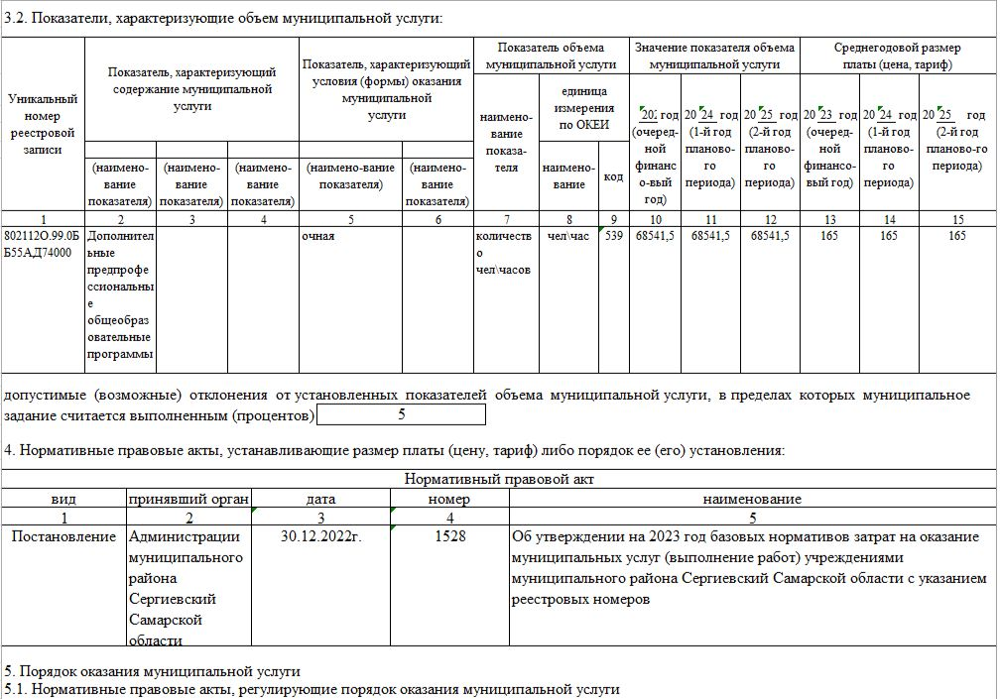 3.2. Показатели, характеризующие объем муниципальной услуги:
Уникальный
номер
реестровой
записи
Показатель, характеризующий
содержание муниципальной
услуги
Показатель, характеризующий
условия (формы) оказания
муниципальной
услуги
Показатель объема
муниципальной услуги
Значение показателя объема
муниципальной услуги
Среднегодовой размер
платы (цена, тариф)
наимено-
вание
показа-
теля
единица
измерения
по ОКЕИ
20 год
(очеред-
ной
финанс
о-вый
год)
20 24 год
(1-й год
планово-
го
периода)
20 25 год
(2-й год
планово-
го
периода)
20 23 год
(очеред-
ной
финансо-
вый год)
20 24 год
(1-й год
планово-
го
периода)
20 25 год
(2-й год
планово-го
периода)
(наимено-
вание
показателя)
(наимено-
вание
показателя)
(наимено-
вание
показателя)
(наимено-вание
показателя)
(наимено-
вание
показателя)
наимено-
вание
код
1 2 3 4 5 6 7 8 9 10 11 12 13 14 15
802112О.99.0Б
Б55АД74000
Дополнител
ьные
предпрофе
ссиональны
е
общеобраз
овательные
программы
очная
количеств
о
чел\часов
чел\час
539
68541,5
68541,5
68541,5
165
165
165
допустимые (возможные) отклонения от установленных показателей объема муниципальной услуги, в пределах которых муниципальное
задание считается выполненным (процентов) 5
4. Нормативные правовые акты, устанавливающие размер платы (цену, тариф) либо порядок ее (его) установления:
Нормативный правовой акт
вид принявший орган дата номер наименование
1 2 3 4 5
Постановление
Администрации
муниципального
района
Сергиевский
Самарской
области
30.12.2022г.
1528
Об утверждении на 2023 год базовых нормативов затрат на оказание
муниципальных услуг (выполнение работ) учреждениями
муниципального района Сергиевский Самарской области с указанием
реестровых номеров
5. Порядок оказания муниципальной услуги
5.1. Нормативные правовые акты, регулирующие порядок оказания муниципальной услуги